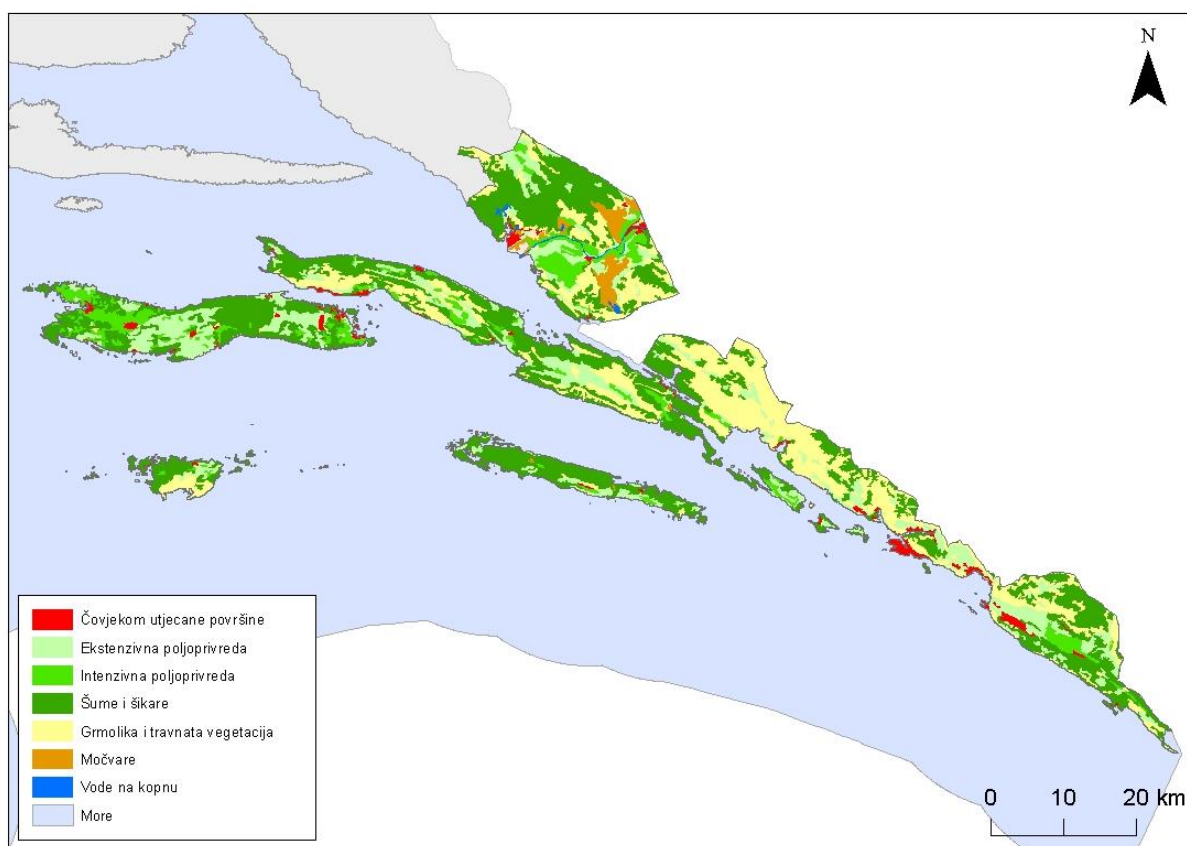 N
Čovjekom utjecane površine
Ekstenzivna poljoprivreda
Intenzivna poljoprivreda
Šume i šikare
Grmolika i travnata vegetacija
Močvare
Vode na kopnu
More
0 10 20 km